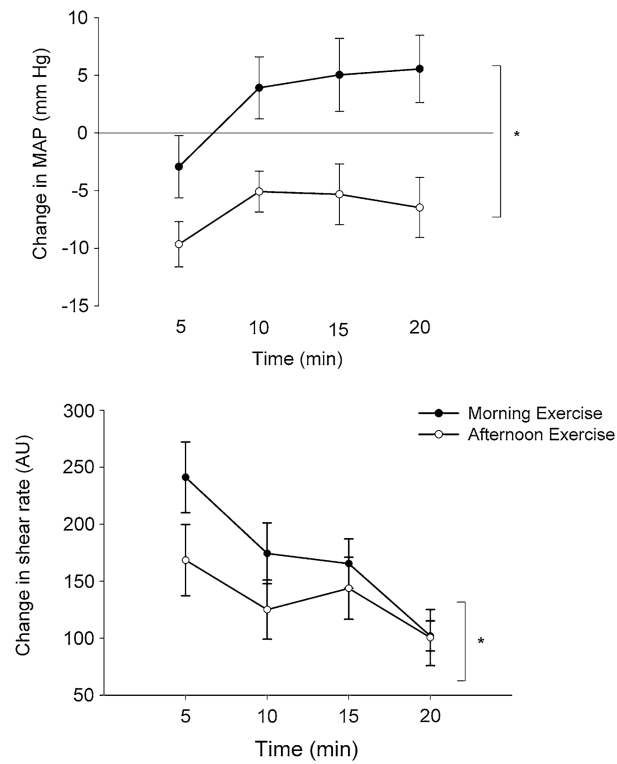 Change in MAP (mm Hg)
10
5
0
-5
-10
-15
*
5 10 15 20
Time (min)
Change in shear rate (AU)
300
250
200
150
100
50
Morning Exercise
Afternoon Exercise
*
5 10 15 20
Time (min)